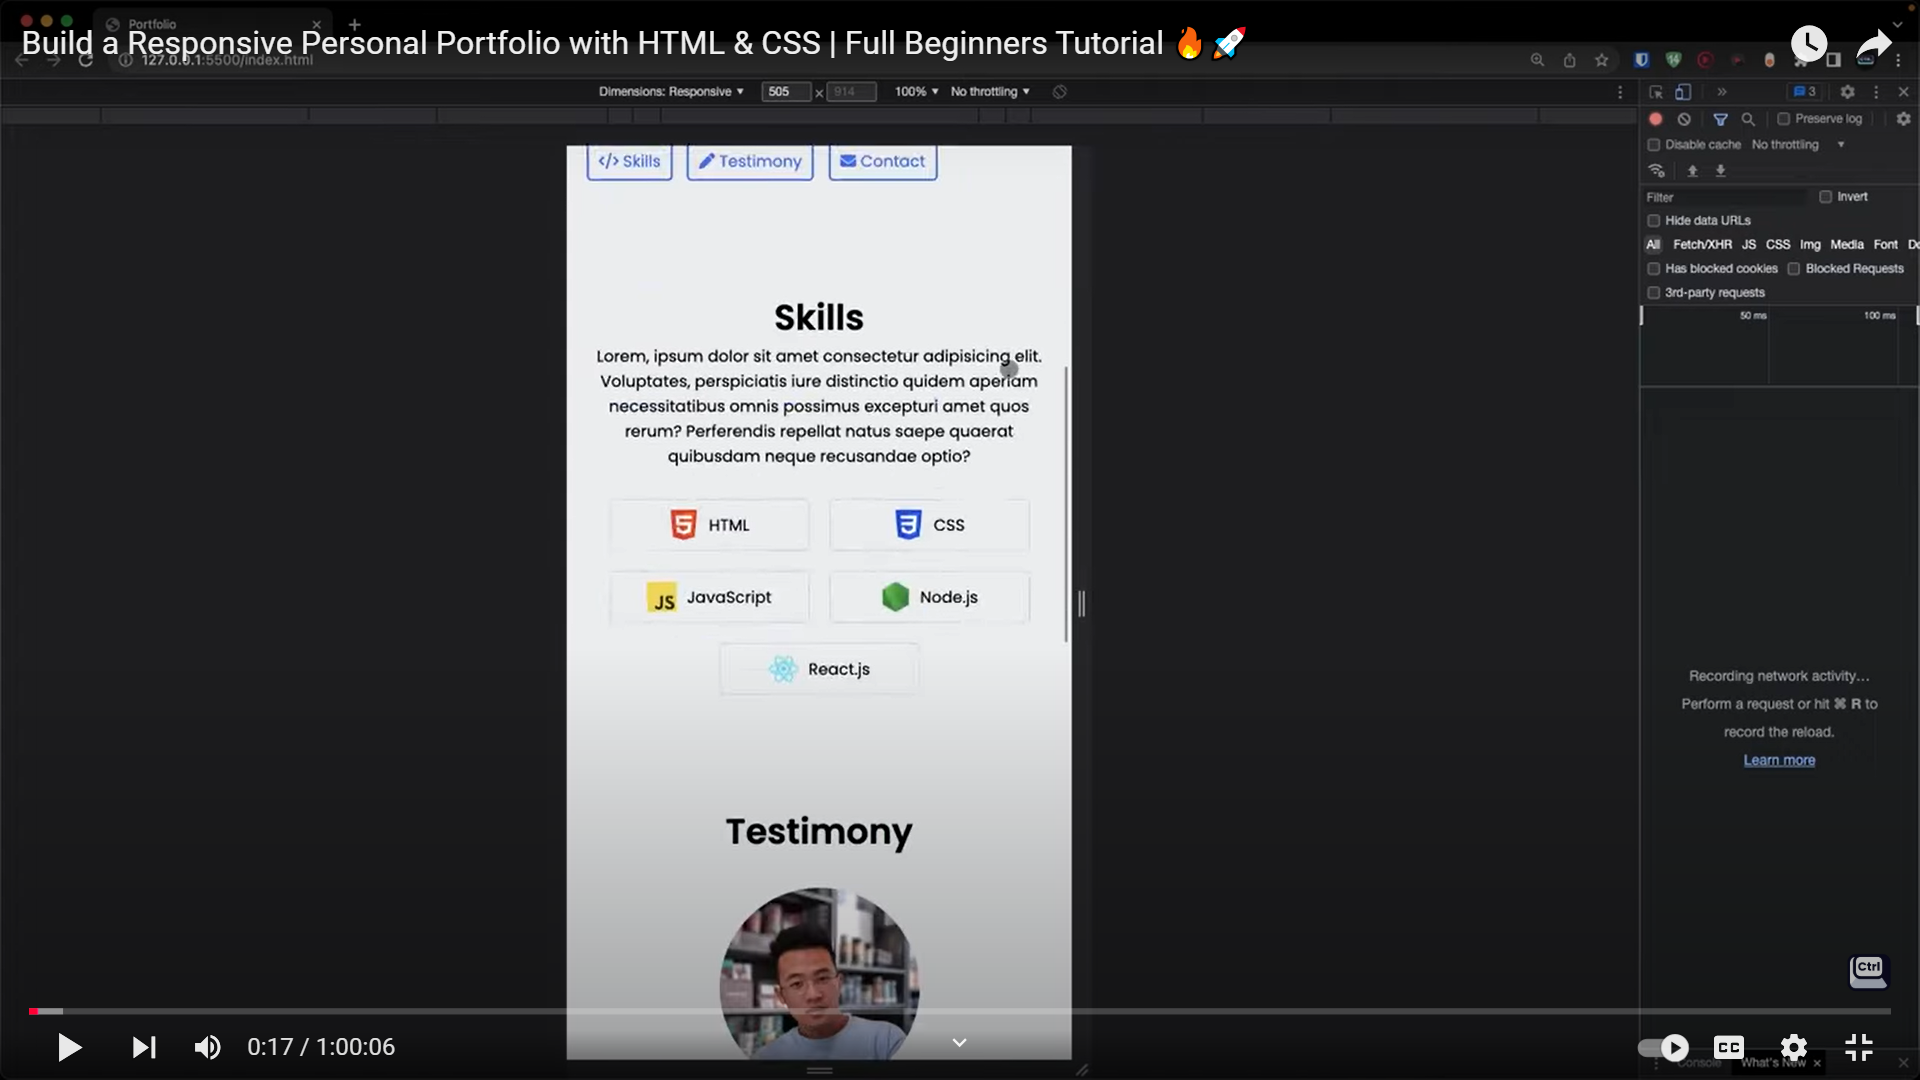 Portfolio
Build a Responsive Personal Portfolio with HTML & CSS | Full Beginners Tutorial 🔥🚀
127.0.0.1:5500/index.html
Dimensions: Responsive ▼ 505 × 914 100% ▼ No throttling ▼
3
Preserve log
Disable cache No throttling ▼
Filter Invert
Hide data URLs
All Fetch/XHR JS CSS Img Media Font Do
Has blocked cookies Blocked Requests
3rd-party requests
50 ms 100 ms
</> Skills Testimony Contact
Skills
Lorem, ipsum dolor sit amet consectetur adipisicing elit.
Voluptates, perspiciatis iure distinctio quidem aperiam
necessitatibus omnis possimus excepturi amet quos
rerum? Perferendis repellat natus saepe quaerat
quibusdam neque recusandae optio?
HTML CSS
JS JavaScript Node.js
React.js
Testimony
Recording network activity...
Perform a request or hit ⌘ R to
record the reload.
Learn more
Ctrl
0:17 / 1:00:06
CC
Console What's New ×